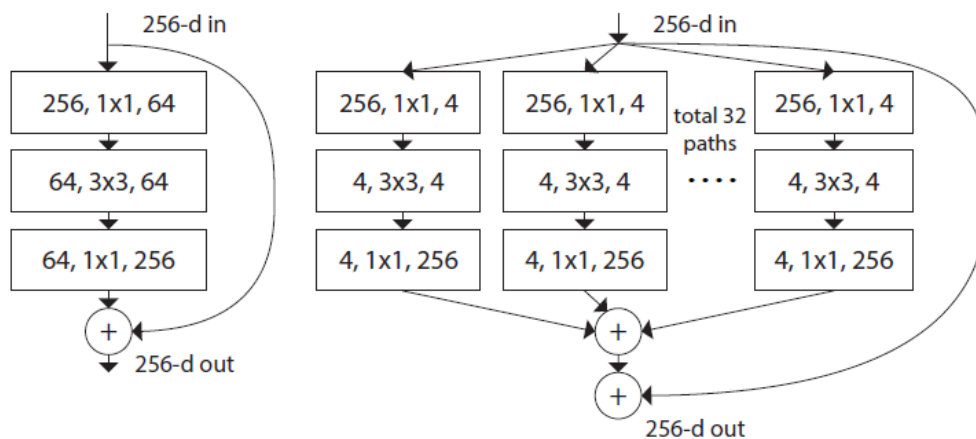 256-d in
256, 1x1, 64
64, 3x3, 64
64, 1x1, 256
+
256-d out
256-d in
256, 1x1, 4
256, 1x1, 4
total 32
paths
....
256, 1x1, 4
4, 3x3, 4
4, 3x3, 4
4, 3x3, 4
4, 1x1, 256
4, 1x1, 256
4, 1x1, 256
+
+
256-d out